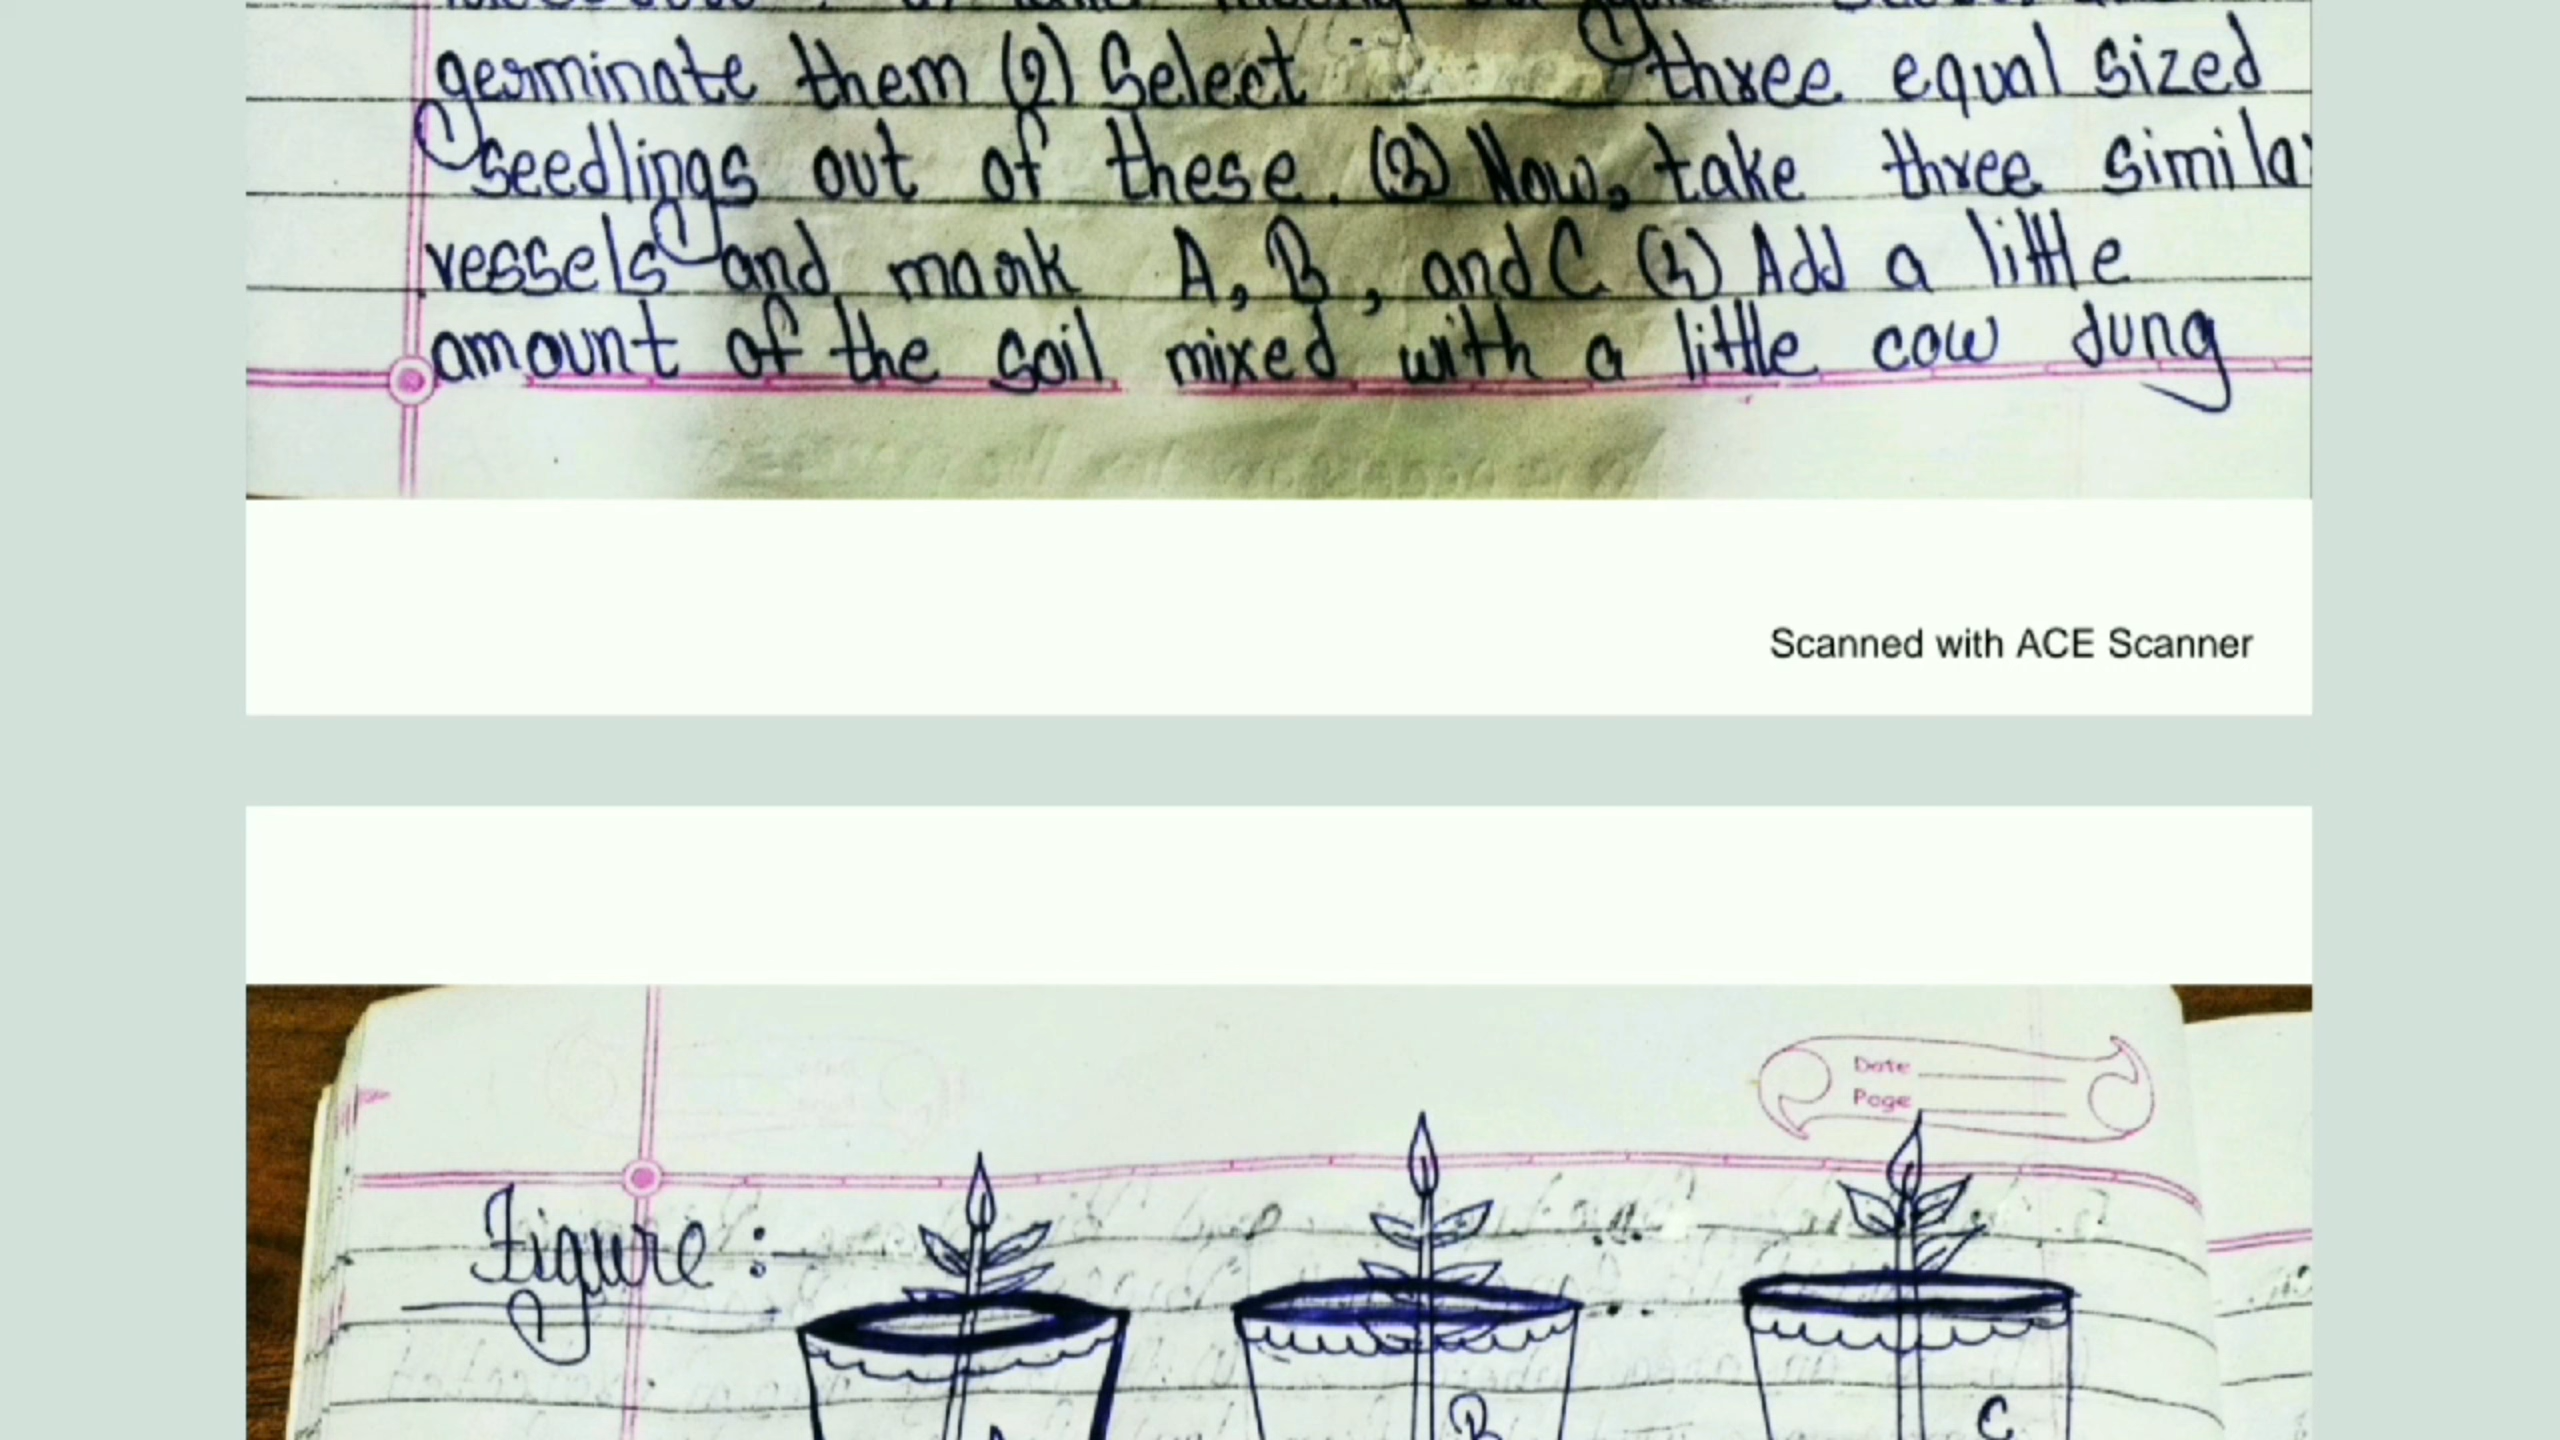 germinate them (2) Select three equal sized
seedlings out of these. (3) Now, take three similar
vessels and mark A, B, and C (3) Add a little
amount of the soil mixed with a little cow dung
Scanned with ACE Scanner
Date
Page
Figure :-
B
C